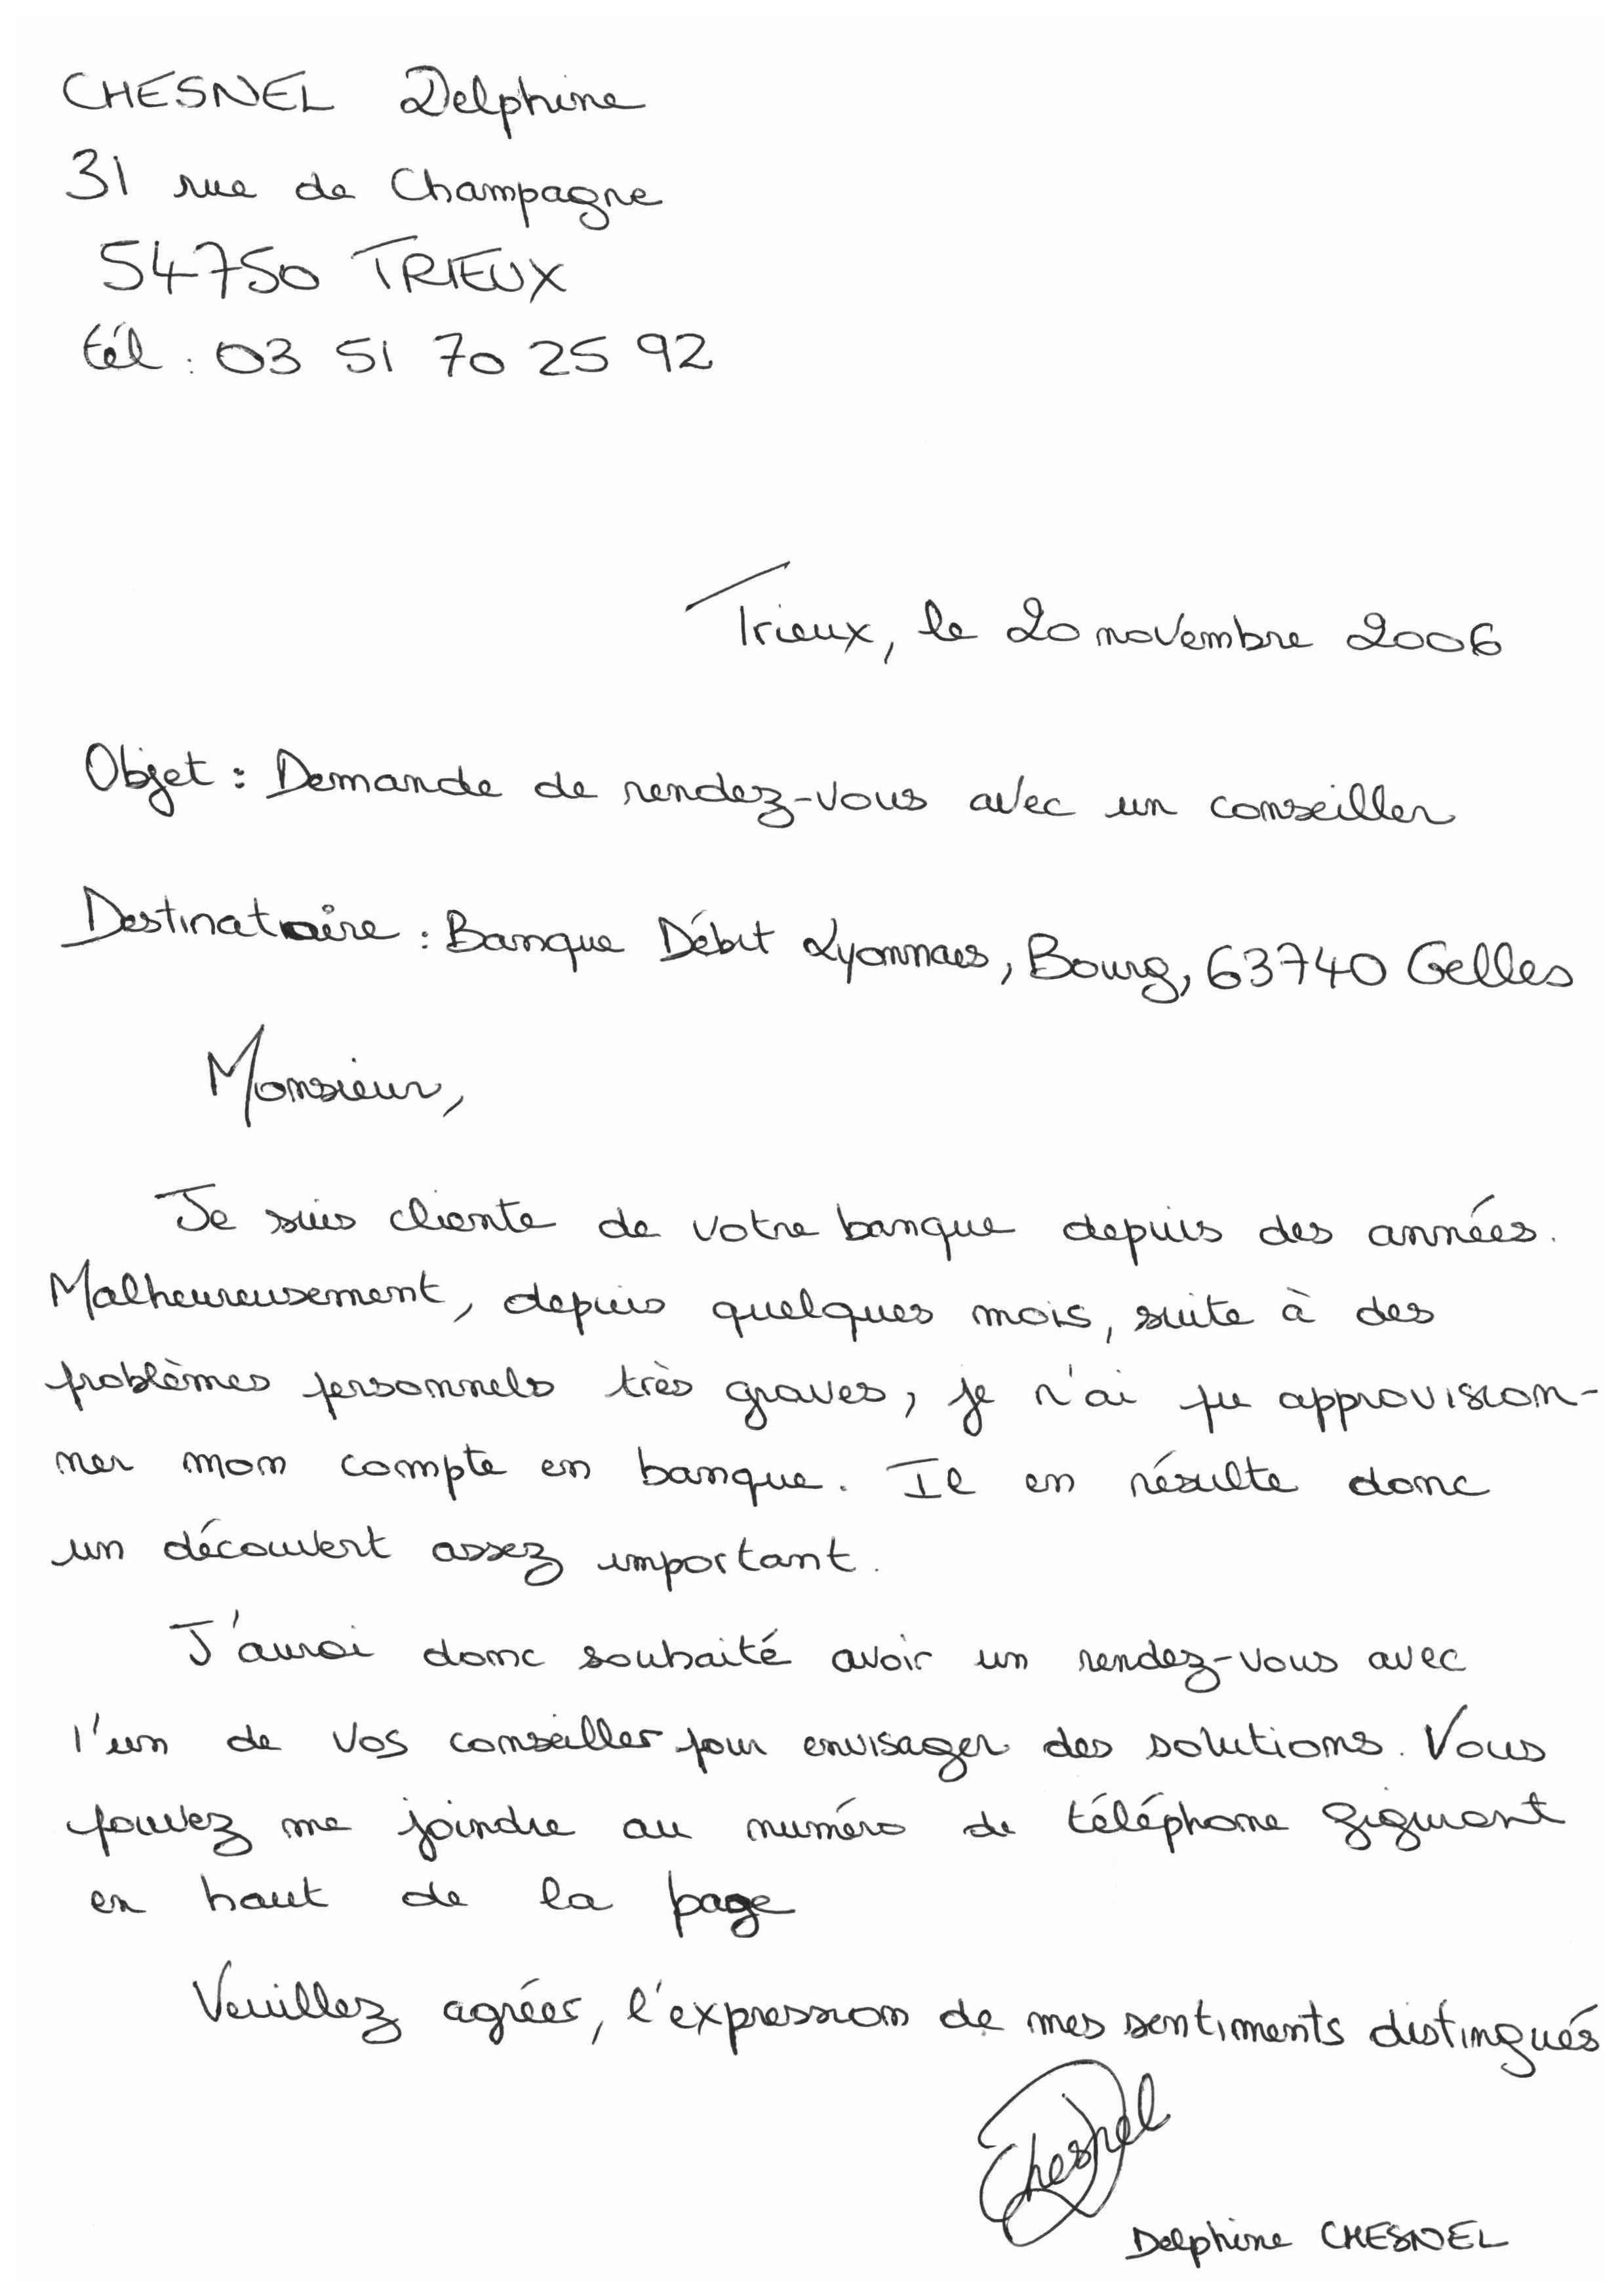 CHESNEL Delphine
31 rue de Champagne
54750 TRIEUX
tél : 03 51 70 25 92
Trieux, le 20 novembre 2006
Objet : Demande de rendez-vous avec un conseiller
Destinataire : Banque Débit Lyonnais, Bourg, 63740 Gelles
Monsieur,
Je suis cliente de votre banque depuis des années.
Malheureusement, depuis quelques mois, suite à des
problèmes personnels très graves, je n'ai pu approvision-
ner mon compte en banque. Il en résulte donc
un découvert assez important.
J'aurai donc souhaité avoir un rendez-vous avec
l'un de vos conseiller pour envisager des solutions. Vous
pouvez me joindre au numéro de téléphone figurant
en haut de la page
Veuillez agréer, l'expression de mes sentiments distingués
Chesnel
Delphine CHESNEL